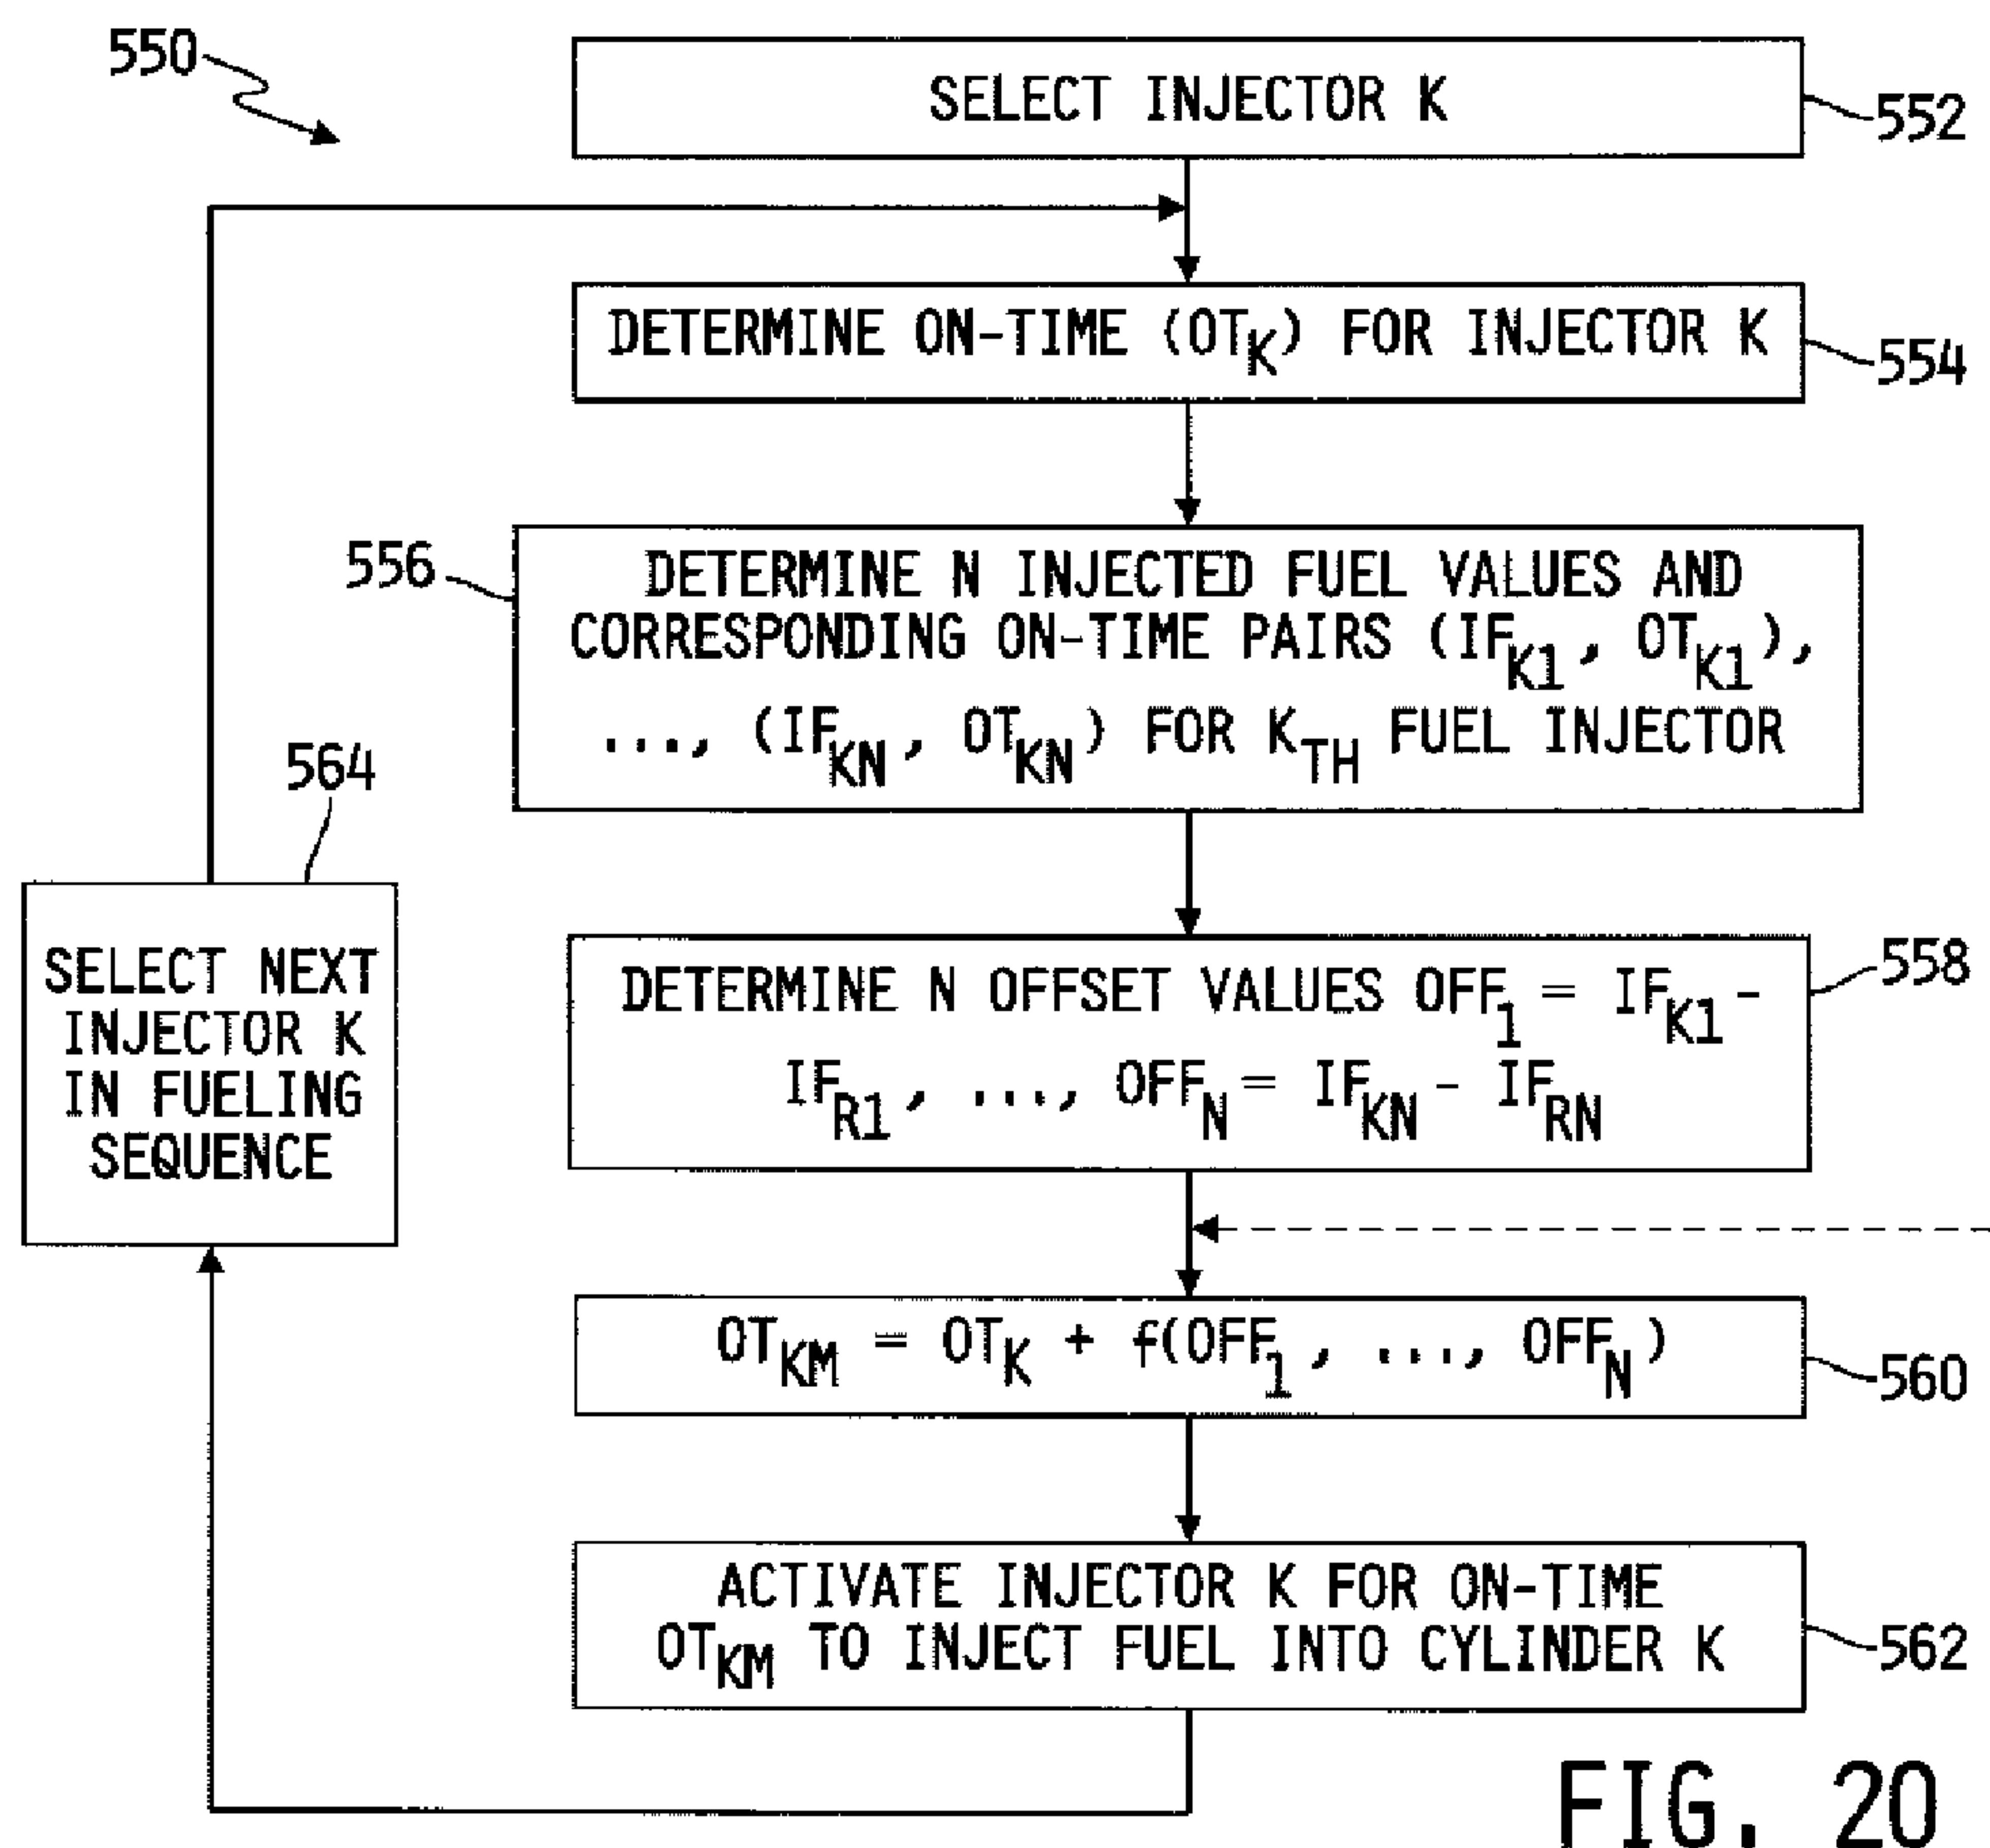 550
SELECT INJECTOR K
552
DETERMINE ON-TIME (OT_K) FOR INJECTOR K
554
556
DETERMINE N INJECTED FUEL VALUES AND
CORRESPONDING ON-TIME PAIRS (IF_K1, OT_K1),
..., (IF_KN, OT_KN) FOR K_TH FUEL INJECTOR
564
SELECT NEXT
INJECTOR K
IN FUELING
SEQUENCE
DETERMINE N OFFSET VALUES OFF_1 = IF_K1 -
IF_R1, ..., OFF_N = IF_KN - IF_RN
558
OT_KM = OT_K + f(OFF_1, ..., OFF_N)
560
ACTIVATE INJECTOR K FOR ON-TIME
OT_KM TO INJECT FUEL INTO CYLINDER K
562
FIG. 20